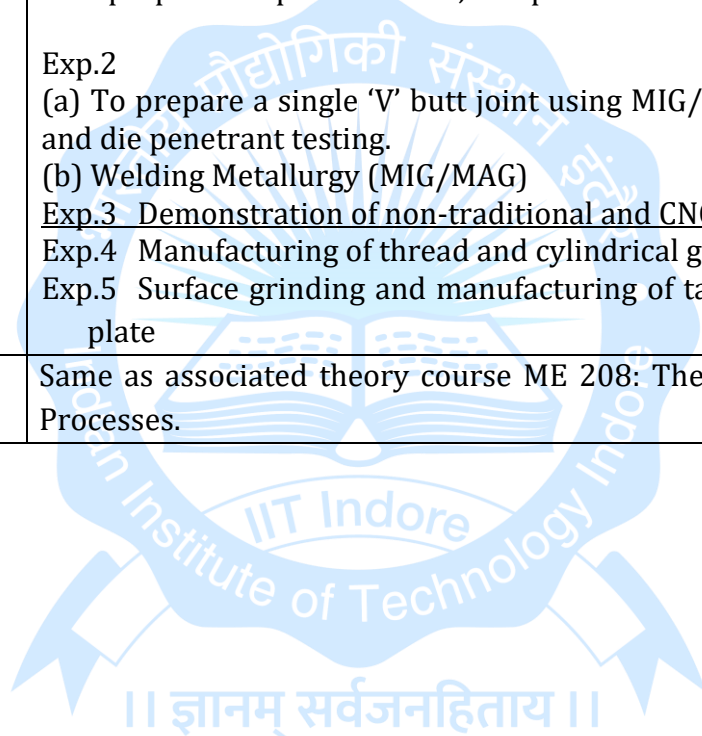 Exp.2
(a) To prepare a single ‘V’ butt joint using MIG/
and die penetrant testing.
(b) Welding Metallurgy (MIG/MAG)
Exp.3 Demonstration of non-traditional and CN
Exp.4 Manufacturing of thread and cylindrical g
Exp.5 Surface grinding and manufacturing of ta
plate
Same as associated theory course ME 208: The
Processes.
भारतीय प्रौद्योगिकी संस्थान इंदौर
Indian Institute of Technology Indore
IIT Indore
।। ज्ञानम् सर्वजनहिताय ।।